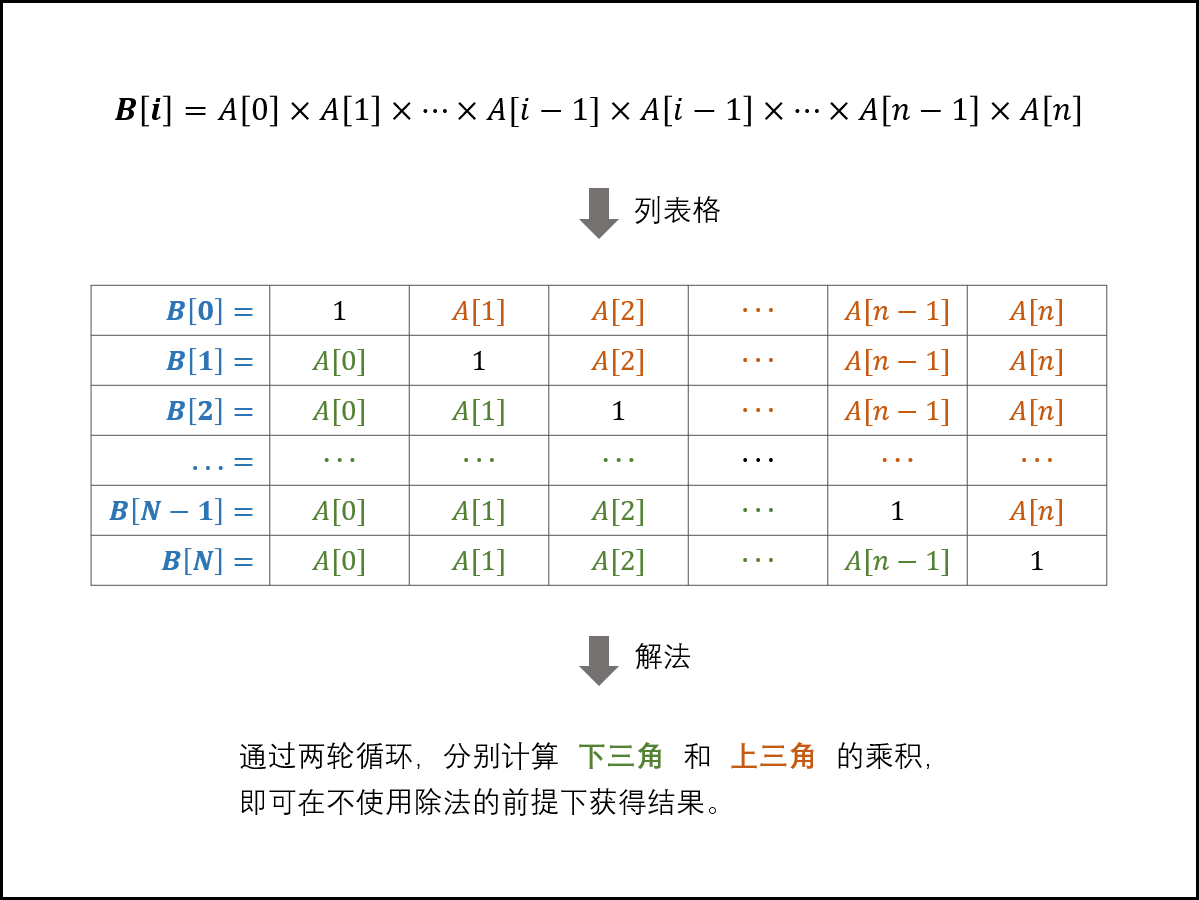 B[i] = A[0] × A[1] × ⋯ × A[i − 1] × A[i − 1] × ⋯ × A[n − 1] × A[n]
列表格
B[0] = 1 A[1] A[2] ⋯ A[n − 1] A[n]
B[1] = A[0] 1 A[2] ⋯ A[n − 1] A[n]
B[2] = A[0] A[1] 1 ⋯ A[n − 1] A[n]
... = ⋯ ⋯ ⋯ ⋯ ⋯ ⋯
B[N − 1] = A[0] A[1] A[2] ⋯ 1 A[n]
B[N] = A[0] A[1] A[2] ⋯ A[n − 1] 1
解法
通过两轮循环，分别计算 下三角 和 上三角 的乘积，
即可在不使用除法的前提下获得结果。